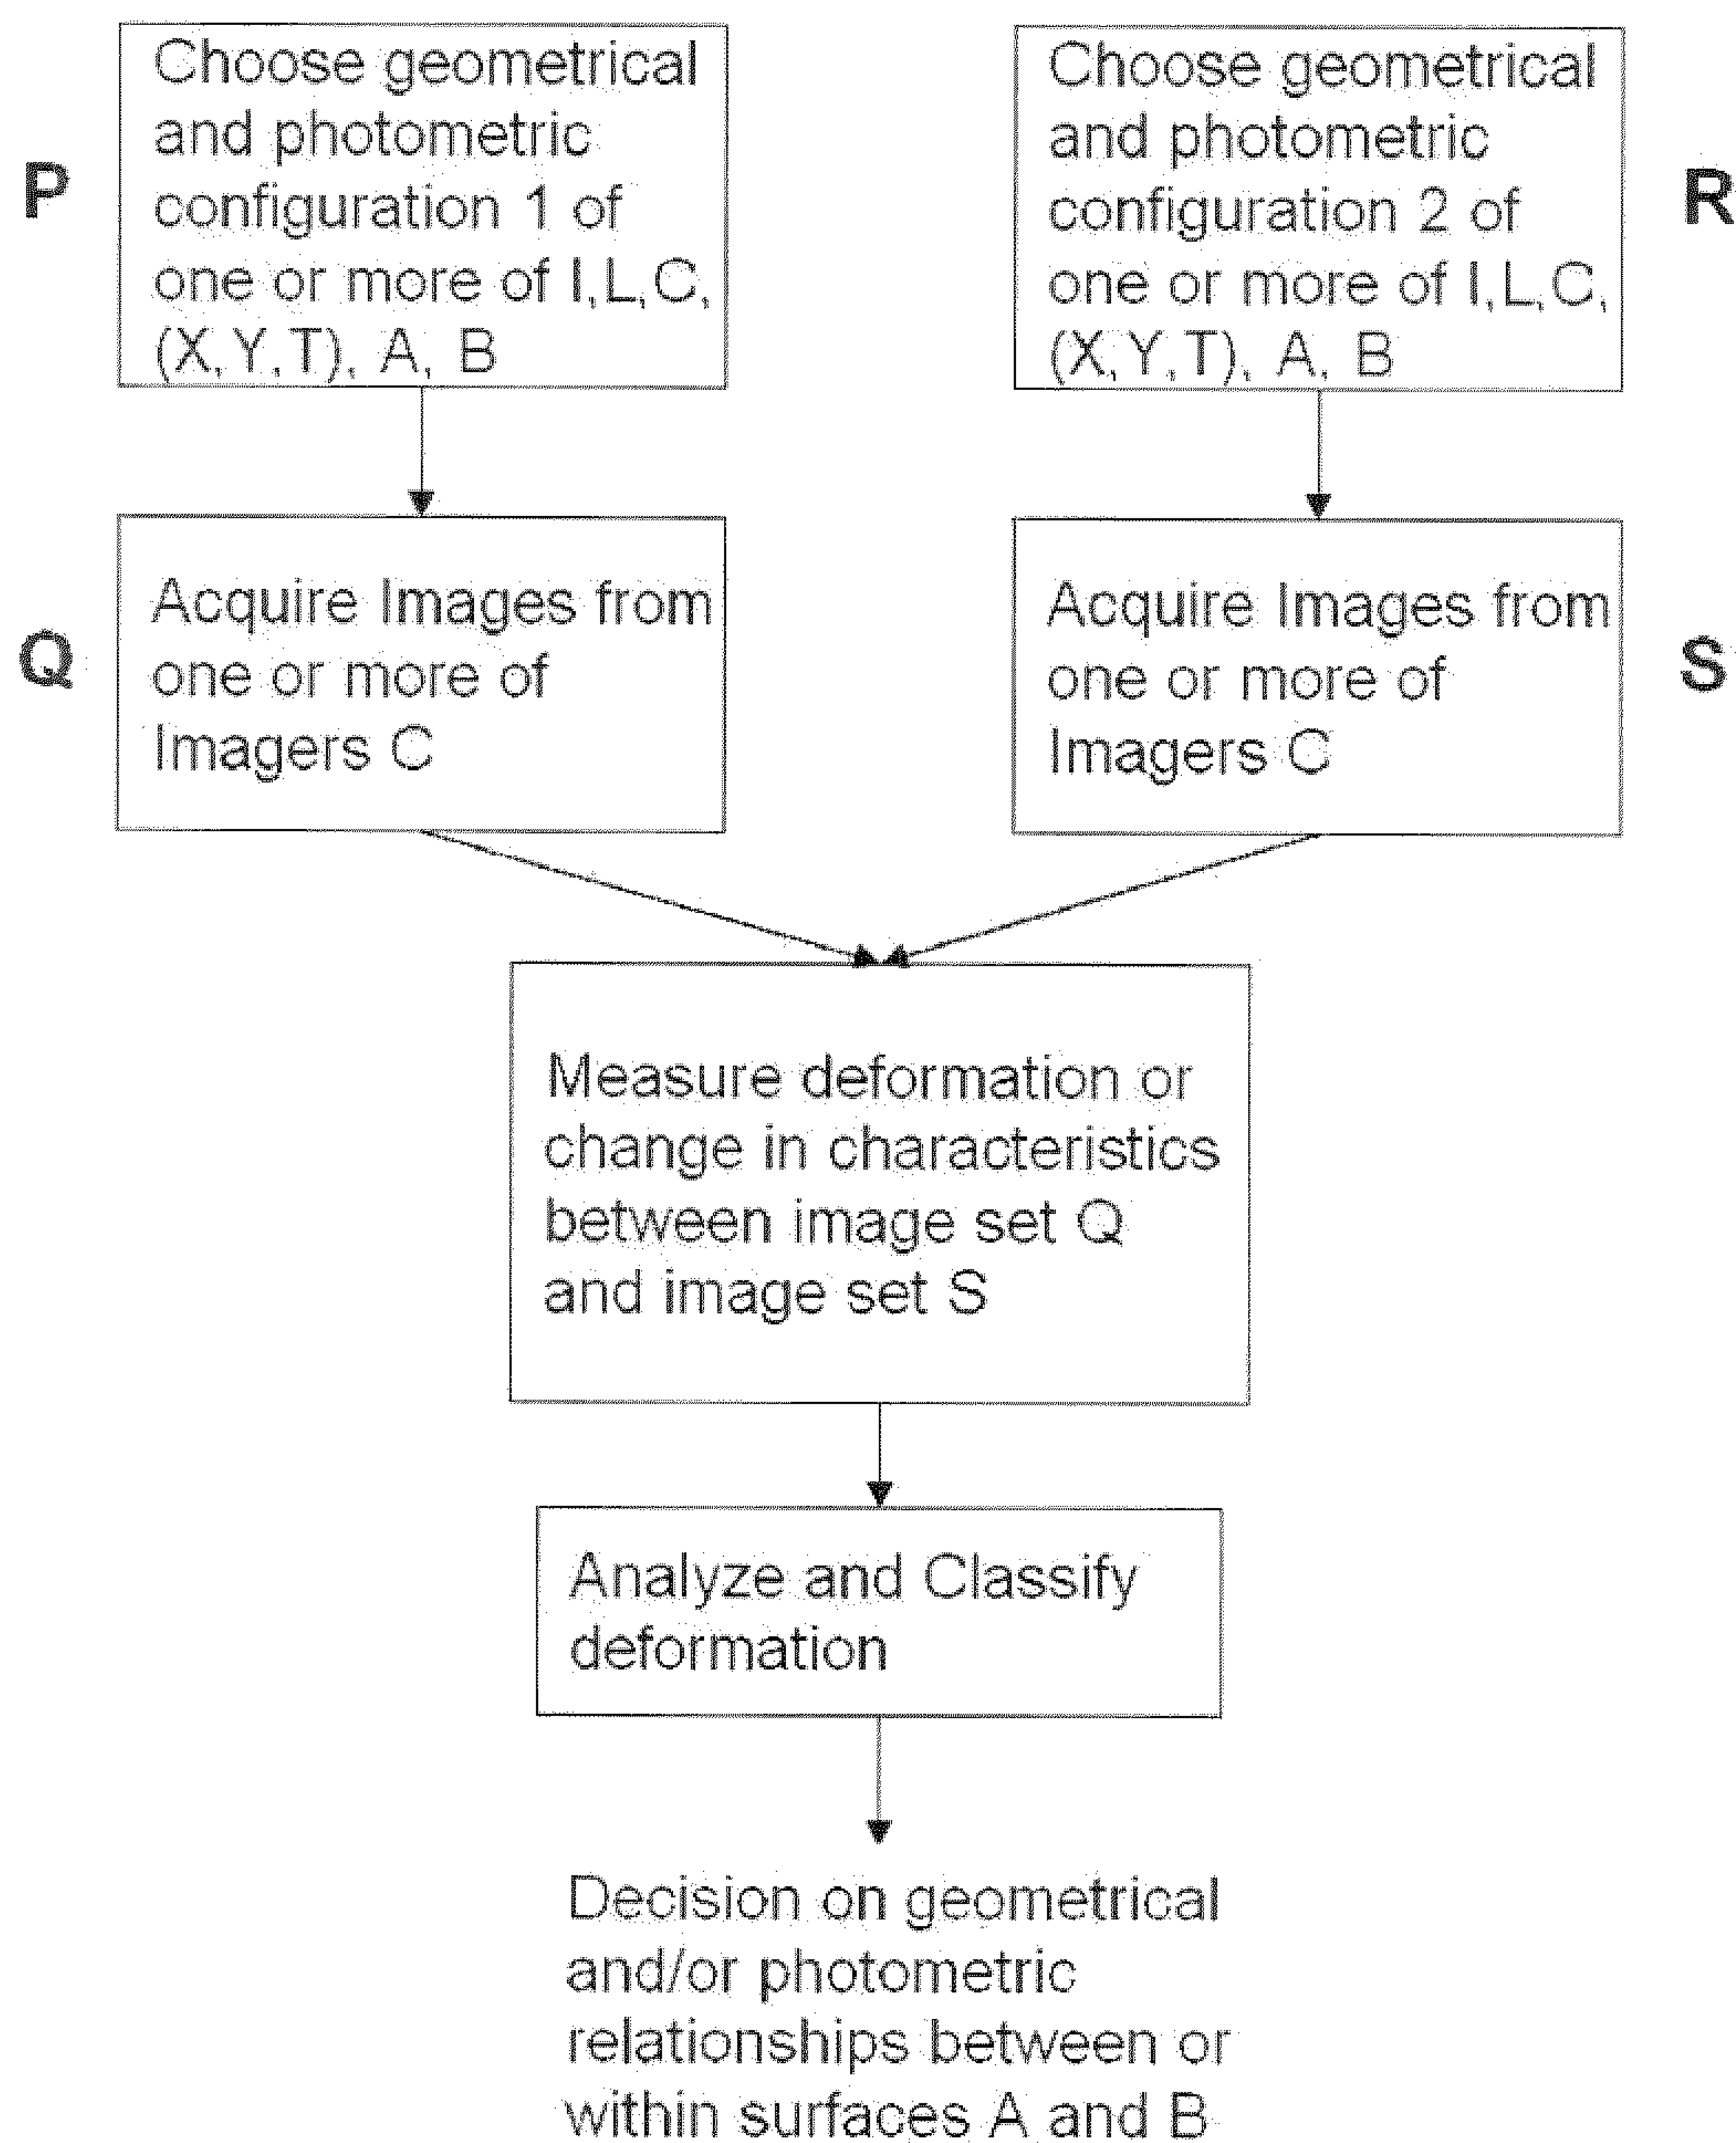 P
Choose geometrical
and photometric
configuration 1 of
one or more of I,L,C,
(X,Y,T), A, B
Choose geometrical
and photometric
configuration 2 of
one or more of I,L,C,
(X,Y,T), A, B
R
Q
Acquire Images from
one or more of
Imagers C
Acquire Images from
one or more of
Imagers C
S
Measure deformation or
change in characteristics
between image set Q
and image set S
Analyze and Classify
deformation
Decision on geometrical
and/or photometric
relationships between or
within surfaces A and B